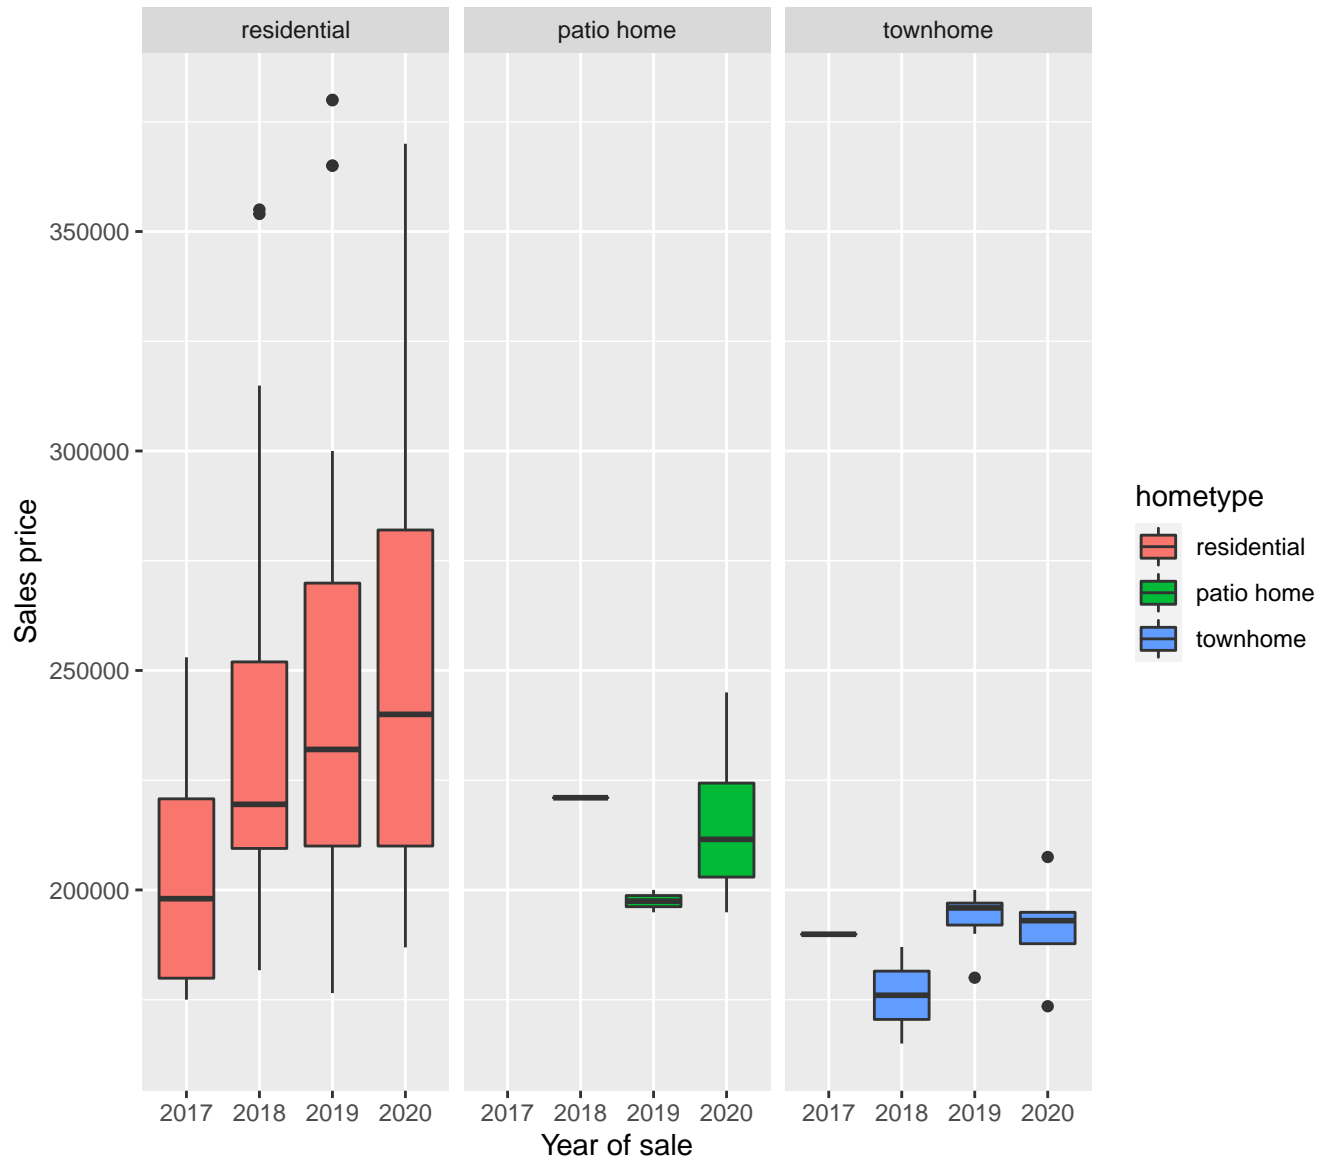 residential patio home townhome
350000
300000
250000
200000
Sales price
2017 2018 2019 2020 2017 2018 2019 2020 2017 2018 2019 2020
Year of sale
hometype
residential
patio home
townhome